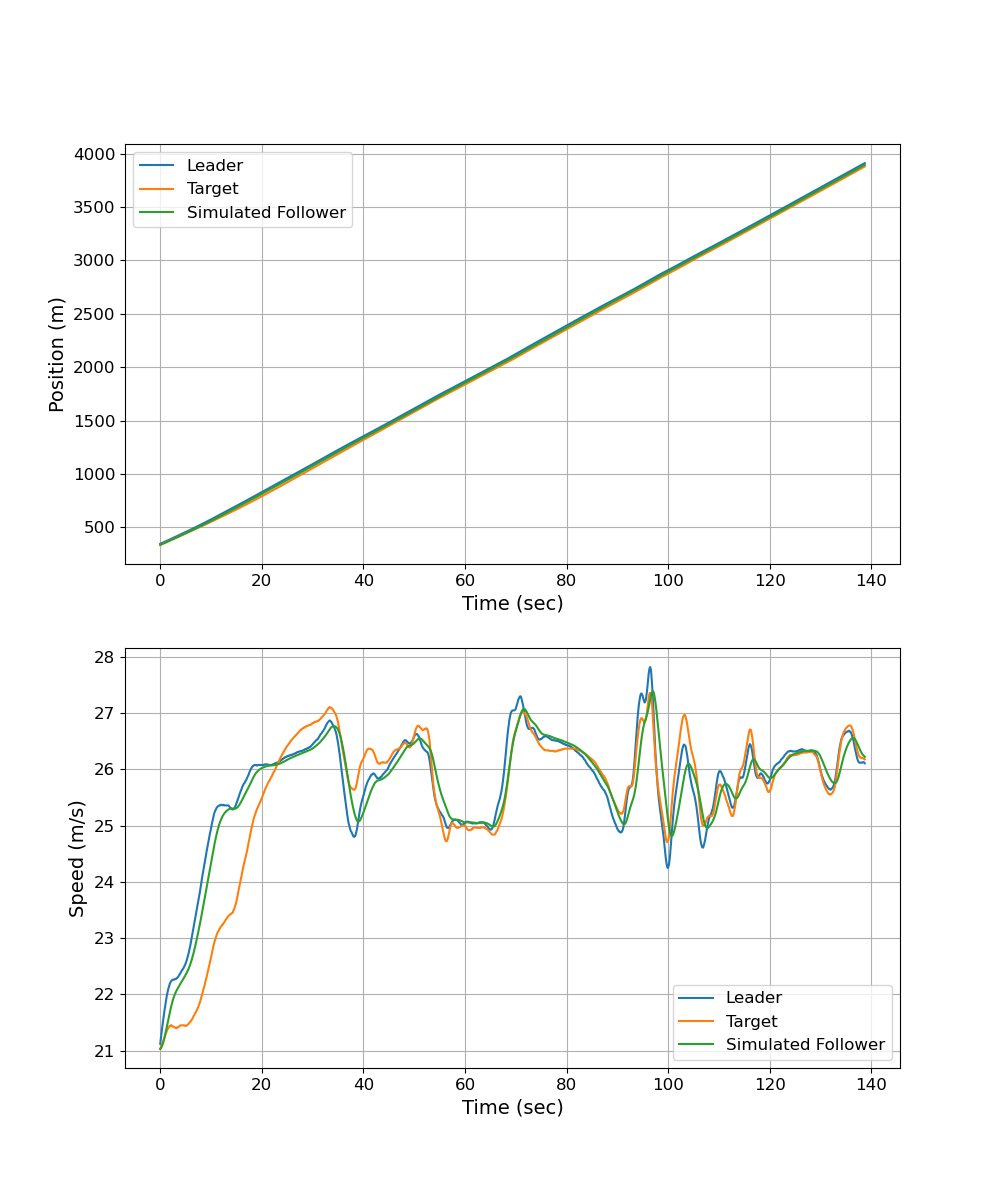 4000
3500
3000
2500
2000
1500
1000
500
Position (m)
Leader
Target
Simulated Follower
0 20 40 60 80 100 120 140
Time (sec)
28
27
26
25
24
23
22
21
Speed (m/s)
Leader
Target
Simulated Follower
0 20 40 60 80 100 120 140
Time (sec)